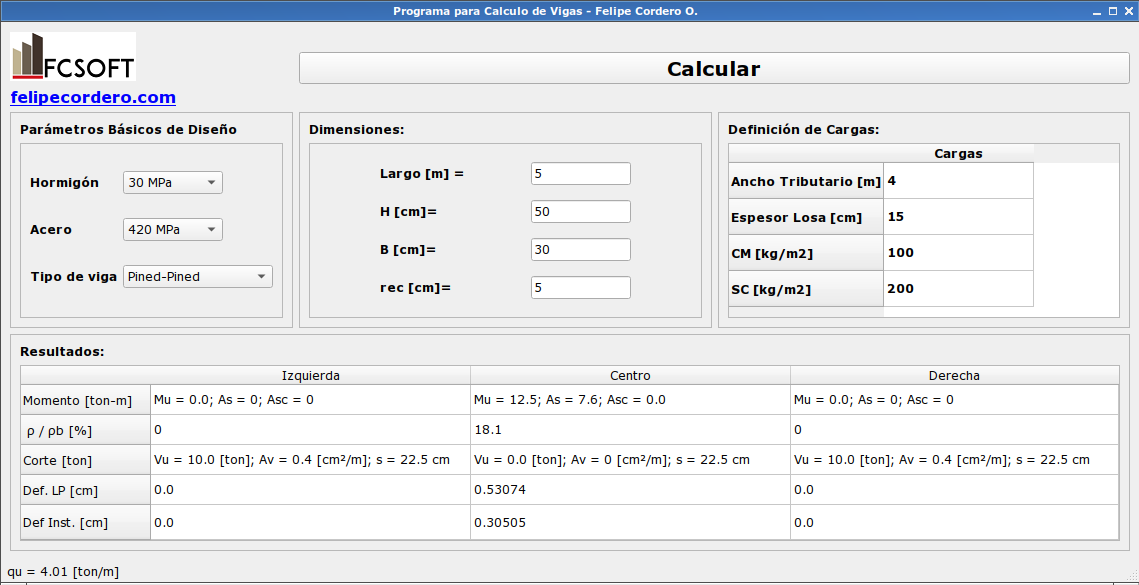 Programa para Calculo de Vigas - Felipe Cordero O.
FCSOFT
felipecordero.com
Calcular
Parámetros Básicos de Diseño
Hormigón 30 MPa
Acero 420 MPa
Tipo de viga Pined-Pined
Dimensiones:
Largo [m] = 5
H [cm]= 50
B [cm]= 30
rec [cm]= 5
Definición de Cargas:
Cargas
Ancho Tributario [m] 4
Espesor Losa [cm] 15
CM [kg/m2] 100
SC [kg/m2] 200
Resultados:
Izquierda Centro Derecha
Momento [ton-m] Mu = 0.0; As = 0; Asc = 0 Mu = 12.5; As = 7.6; Asc = 0.0 Mu = 0.0; As = 0; Asc = 0
ρ / ρb [%] 0 18.1 0
Corte [ton] Vu = 10.0 [ton]; Av = 0.4 [cm²/m]; s = 22.5 cm Vu = 0.0 [ton]; Av = 0 [cm²/m]; s = 22.5 cm Vu = 10.0 [ton]; Av = 0.4 [cm²/m]; s = 22.5 cm
Def. LP [cm] 0.0 0.53074 0.0
Def Inst. [cm] 0.0 0.30505 0.0
qu = 4.01 [ton/m]